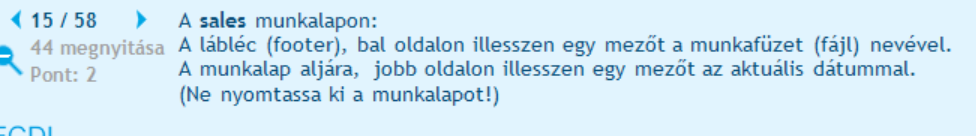 15 / 58
44 megnyitása
Pont: 2
A sales munkalapon:
A lábléc (footer), bal oldalon illesszen egy mezőt a munkafüzet (fájl) nevével.
A munkalap aljára, jobb oldalon illesszen egy mezőt az aktuális dátummal.
(Ne nyomtassa ki a munkalapot!)
ECDL